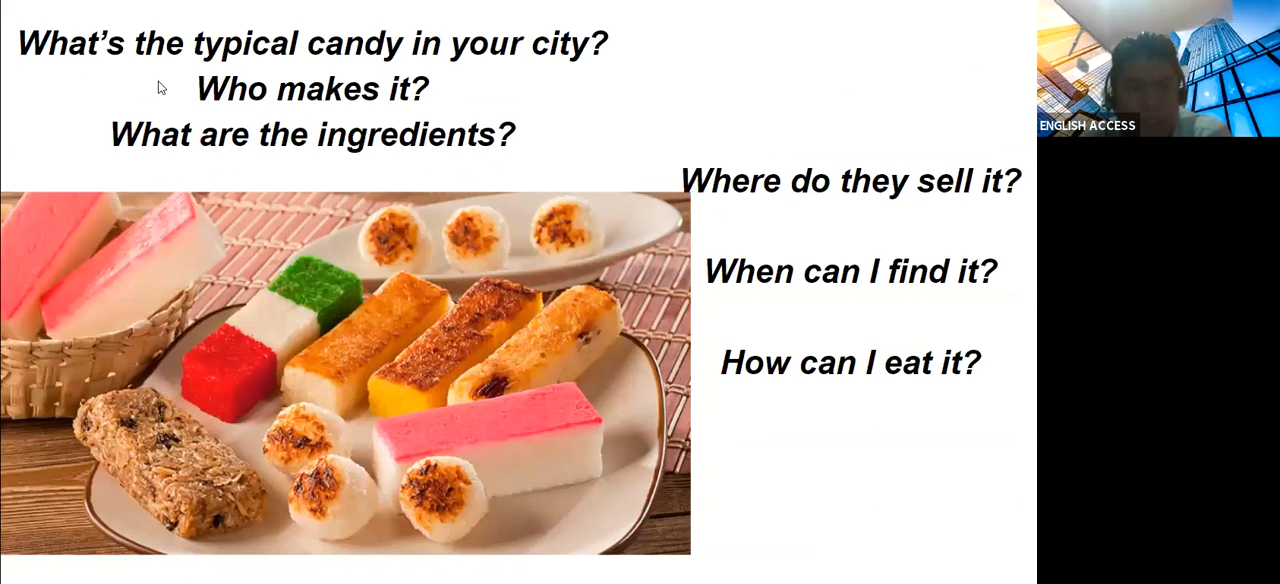 What's the typical candy in your city?
Who makes it?
What are the ingredients?
Where do they sell it?
When can I find it?
How can I eat it?
ENGLISH ACCESS